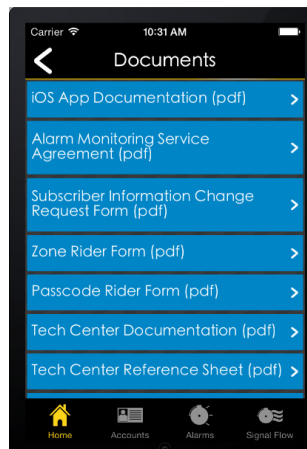 Carrier 10:31 AM
Documents
iOS App Documentation (pdf)
Alarm Monitoring Service
Agreement (pdf)
Subscriber Information Change
Request Form (pdf)
Zone Rider Form (pdf)
Passcode Rider Form (pdf)
Tech Center Documentation (pdf)
Tech Center Reference Sheet (pdf)
Home Accounts Alarms Signal Flow